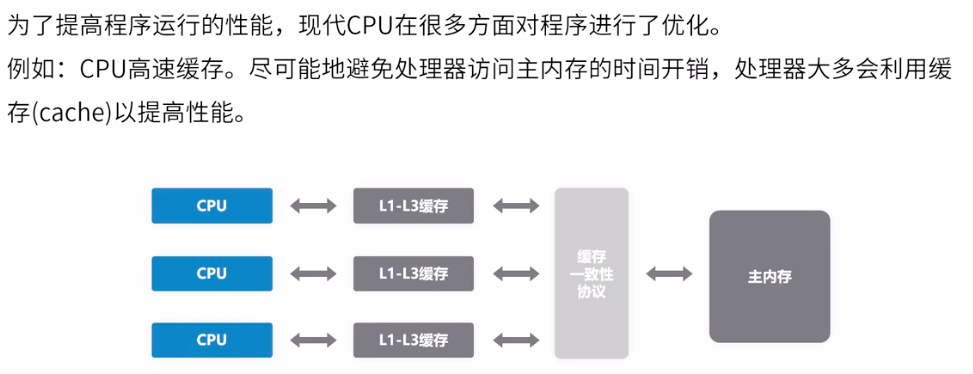 为了提高程序运行的性能，现代CPU在很多方面对程序进行了优化。
例如：CPU高速缓存。尽可能地避免处理器访问主内存的时间开销，处理器大多会利用缓
存(cache)以提高性能。
CPU
L1-L3缓存
CPU
L1-L3缓存
CPU
L1-L3缓存
缓存
一致性
协议
主内存